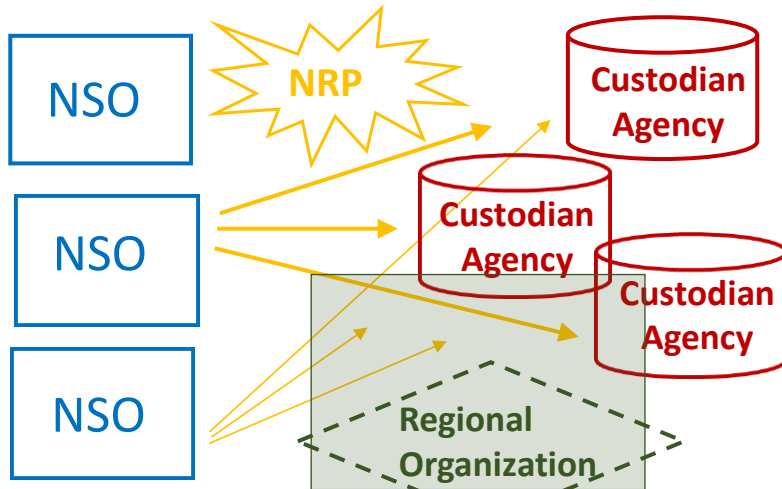 NSO
NRP
Custodian
Agency
NSO
Custodian
Agency
Custodian
Agency
NSO
Regional
Organization